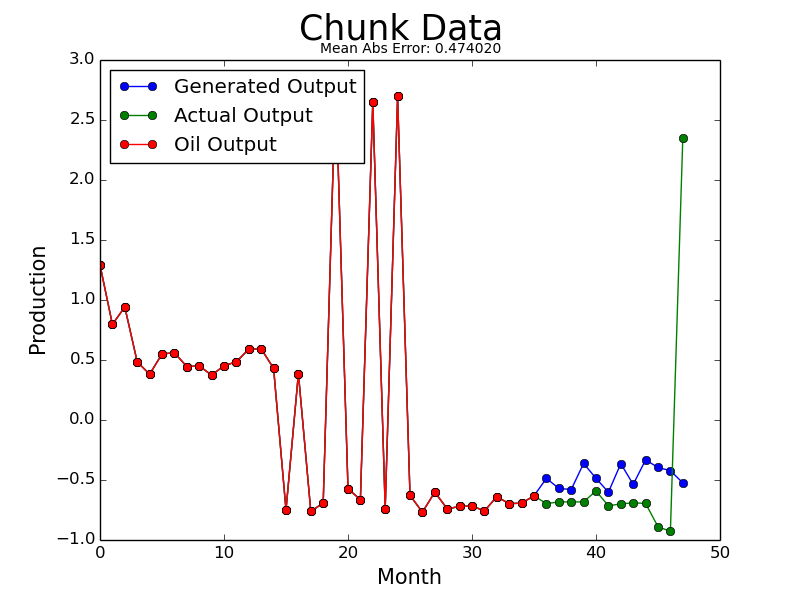 Chunk Data
Mean Abs Error: 0.474020
Generated Output
Actual Output
Oil Output
3.0
2.5
2.0
1.5
1.0
0.5
0.0
−0.5
−1.0
Production
0 10 20 30 40 50
Month